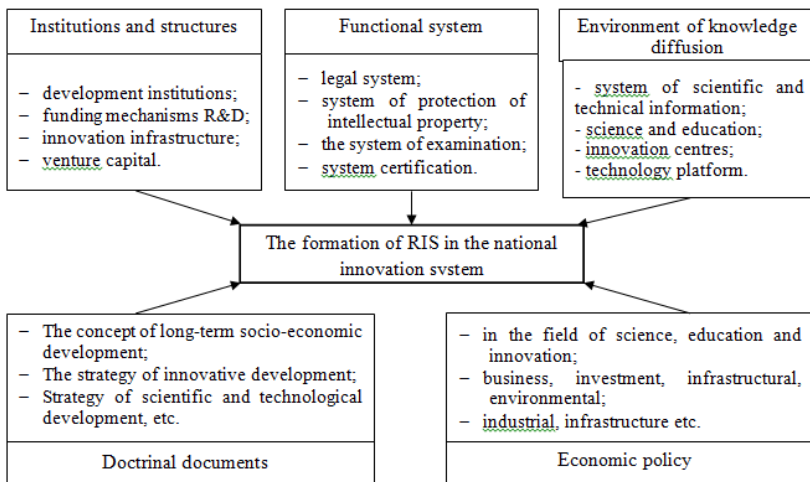 Institutions and structures
– development institutions;
– funding mechanisms R&D;
– innovation infrastructure;
– venture capital.
Functional system
– legal system;
– system of protection of
intellectual property;
– the system of examination;
– system certification.
Environment of knowledge
diffusion
- system of scientific and
technical information;
- science and education;
- innovation centres;
- technology platform.
The formation of RIS in the national
innovation system
– The concept of long-term socio-economic
development;
– The strategy of innovative development;
– Strategy of scientific and technological
development, etc.
Doctrinal documents
– in the field of science, education and
innovation;
– business, investment, infrastructural,
environmental;
– industrial, infrastructure etc.
Economic policy